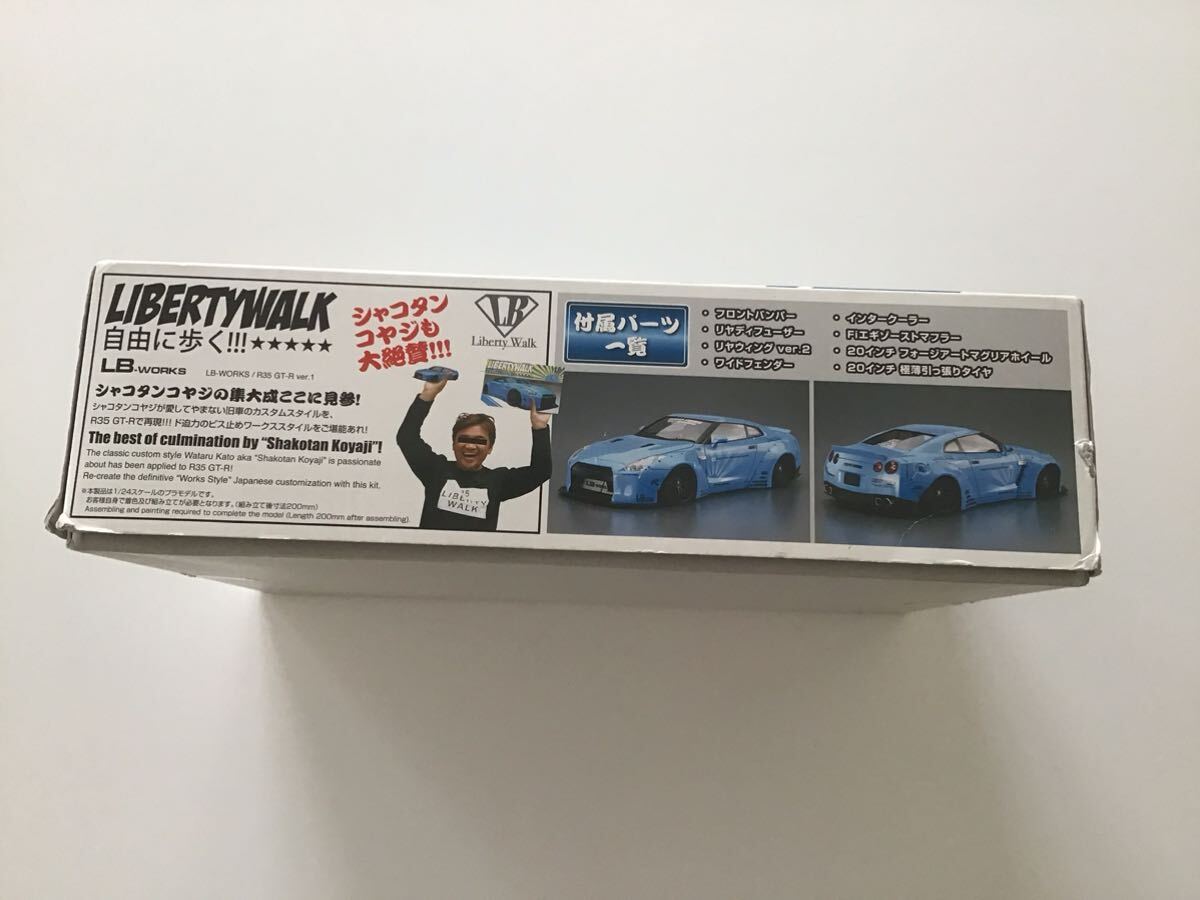 LIBERTYWALK
自由に歩く!!!★★★★★
LB-WORKS LB-WORKS / R35 GT-R ver.1
シャコタン
コヤジも
大絶賛!!!
LB
Liberty Walk
シャコタンコヤジの集大成ここに見参!
シャコタンコヤジが愛してやまない旧車のカスタムスタイルを、
R35 GT-Rで再現!!! ド迫力のビス止めワークススタイルをご堪能あれ!
The best of culmination by "Shakotan Koyaji"!
The classic custom style Wataru Kato aka "Shakotan Koyaji" is passionate
about has been applied to R35 GT-R!
Re-create the definitive "Works Style" Japanese customization with this kit.
※本製品は1/24スケールのプラモデルです。
お客様自身で着色及び組み立てが必要となります。(組み立て後寸法200mm)
Assembling and painting required to complete the model (Length 200mm after assembling).
LIBERTYWALK
LIBERTY
WALK
付属パーツ
一覧
・フロントバンパー
・リヤディフューザー
・リヤウィング ver.2
・ワイドフェンダー
・インタークーラー
・Fiエキゾーストマフラー
・20インチ フォージアートマグリアホイール
・20インチ 極薄引っ張りタイヤ